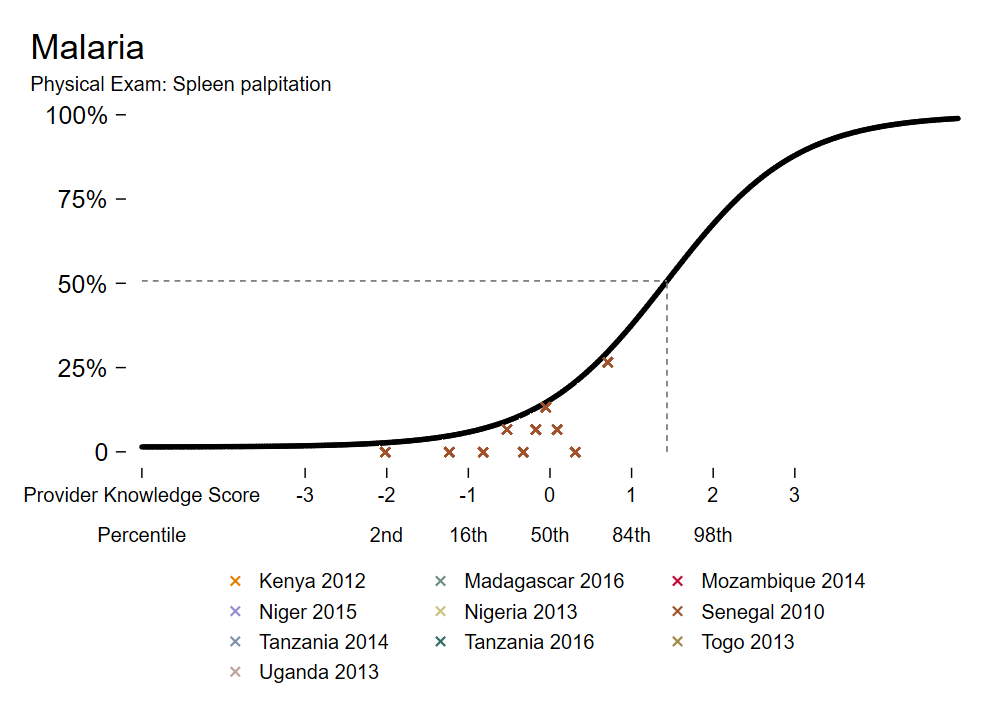 Malaria
Physical Exam: Spleen palpitation
100%
75%
50%
25%
0
Provider Knowledge Score -3 -2 -1 0 1 2 3
Percentile 2nd 16th 50th 84th 98th
Kenya 2012 Madagascar 2016 Mozambique 2014
Niger 2015 Nigeria 2013 Senegal 2010
Tanzania 2014 Tanzania 2016 Togo 2013
Uganda 2013